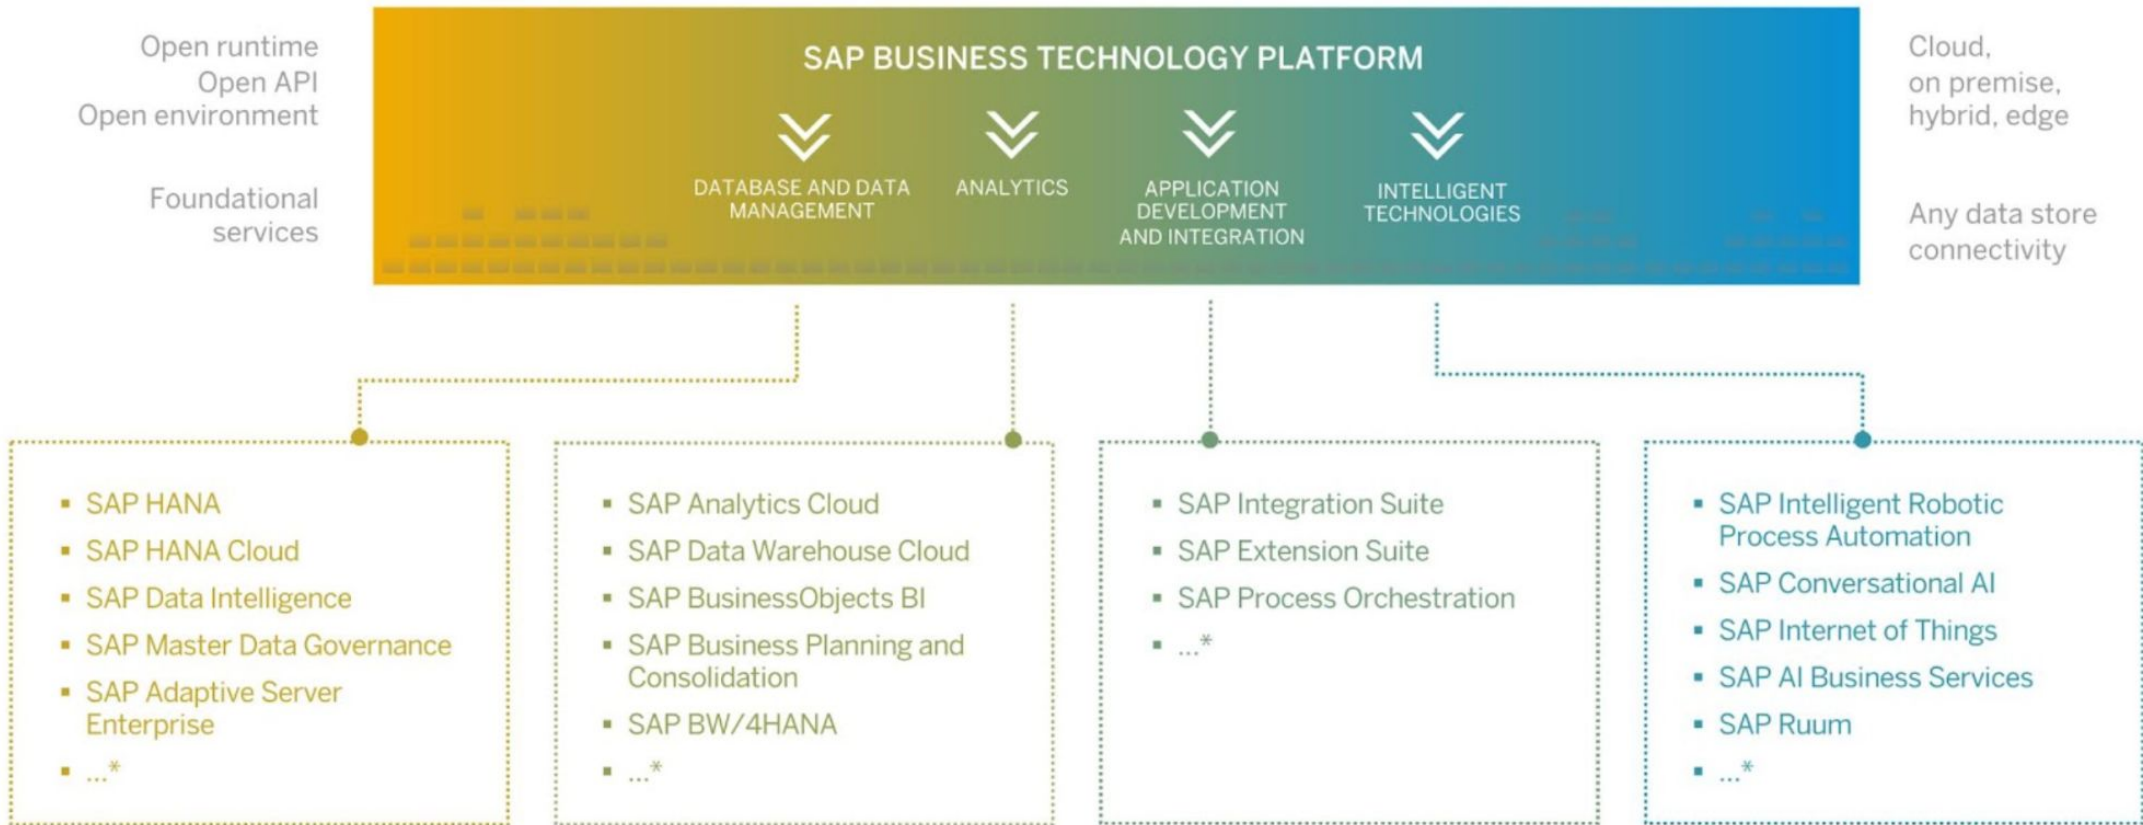 Open runtime
Open API
Open environment
Foundational
services
SAP BUSINESS TECHNOLOGY PLATFORM
DATABASE AND DATA
MANAGEMENT
ANALYTICS
APPLICATION
DEVELOPMENT
AND INTEGRATION
INTELLIGENT
TECHNOLOGIES
Cloud,
on premise,
hybrid, edge
Any data store
connectivity
▪ SAP HANA
▪ SAP HANA Cloud
▪ SAP Data Intelligence
▪ SAP Master Data Governance
▪ SAP Adaptive Server
Enterprise
▪ ...*
▪ SAP Analytics Cloud
▪ SAP Data Warehouse Cloud
▪ SAP BusinessObjects BI
▪ SAP Business Planning and
Consolidation
▪ SAP BW/4HANA
▪ ...*
▪ SAP Integration Suite
▪ SAP Extension Suite
▪ SAP Process Orchestration
▪ ...*
▪ SAP Intelligent Robotic
Process Automation
▪ SAP Conversational AI
▪ SAP Internet of Things
▪ SAP AI Business Services
▪ SAP Ruum
▪ ...*